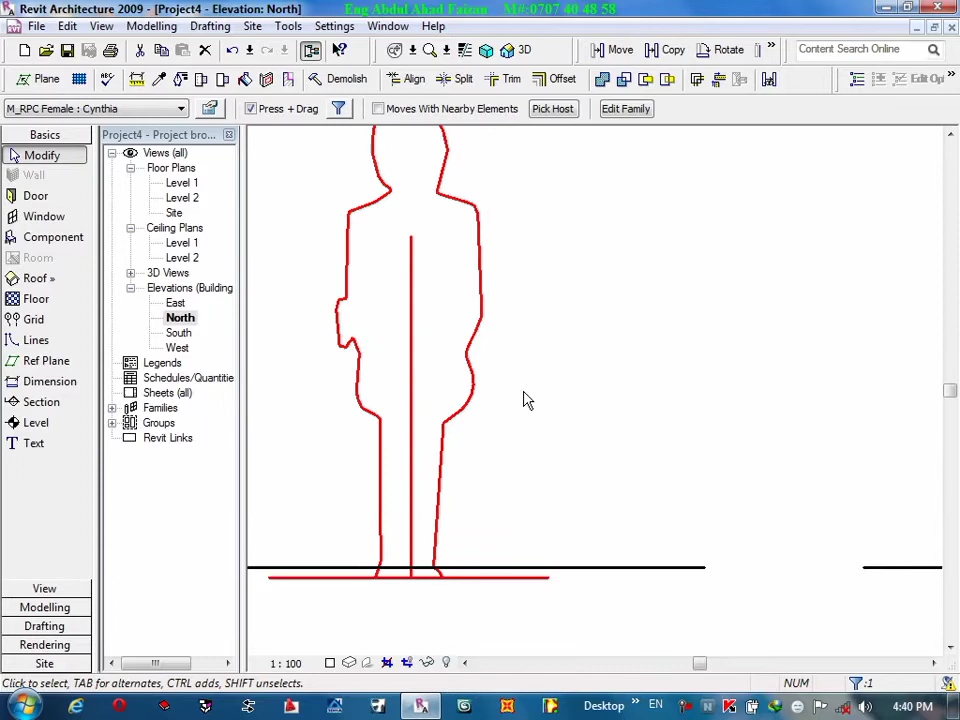 Revit Architecture 2009 - [Project4 - Elevation: North]
Eng Abdul Ahad Faizan M#:0707 40 48 58
File Edit View Modelling Drafting Site Tools Settings Window Help
3D Move Copy Rotate » Content Search Online
Plane Demolish Align Split Trim Offset Edit Op »
M_RPC Female : Cynthia Press + Drag Moves With Nearby Elements Pick Host Edit Family
Basics
Modify
Wall
Door
Window
Component
Room
Roof »
Floor
Grid
Lines
Ref Plane
Dimension
Section
Level
Text
View
Modelling
Drafting
Rendering
Site
Project4 - Project bro...
Views (all)
Floor Plans
Level 1
Level 2
Site
Ceiling Plans
Level 1
Level 2
3D Views
Elevations (Building
East
North
South
West
Legends
Schedules/Quantitie
Sheets (all)
Families
Groups
Revit Links
1 : 100
Click to select, TAB for alternates, CTRL adds, SHIFT unselects.
NUM
:1
Desktop » EN 4:40 PM